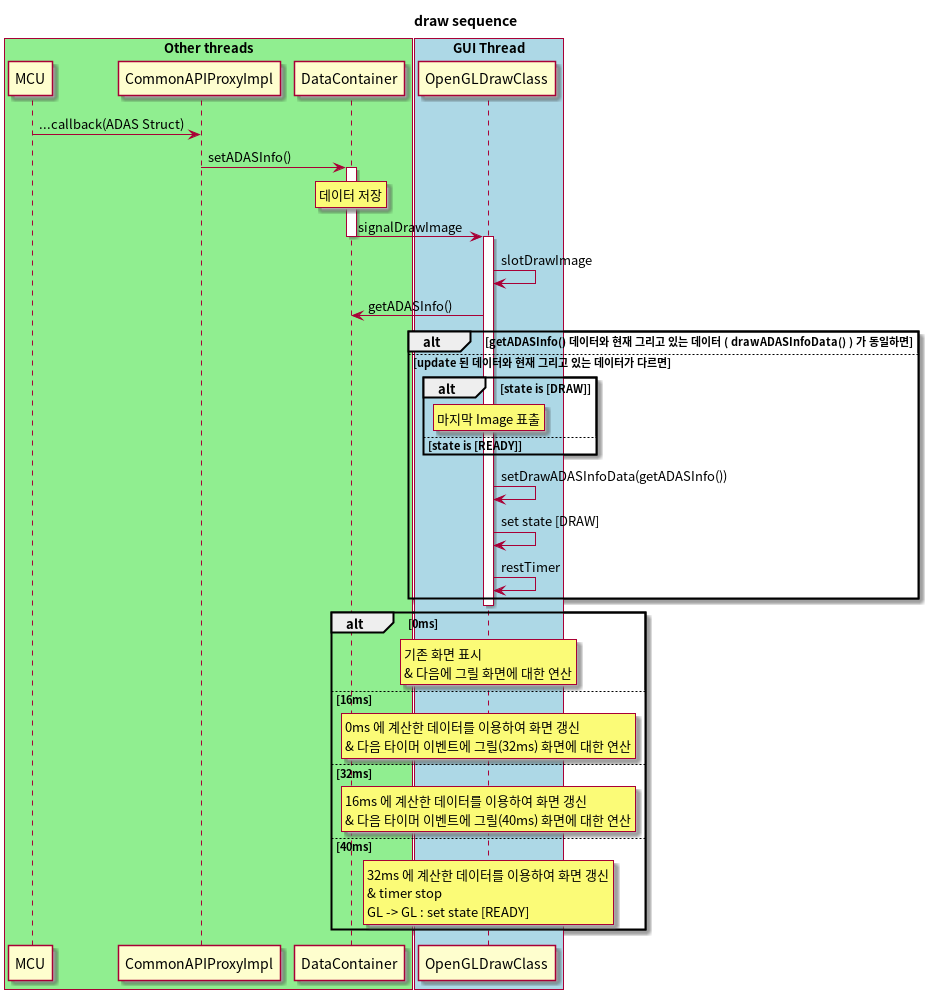 draw sequence
Other threads
GUI Thread
MCU
CommonAPIProxyImpl
DataContainer
OpenGLDrawClass
...callback(ADAS Struct)
setADASInfo()
데이터 저장
signalDrawImage
slotDrawImage
getADASInfo()
alt [getADASInfo() 데이터와 현재 그리고 있는 데이터 ( drawADASInfoData() ) 가 동일하면]
[update 된 데이터와 현재 그리고 있는 데이터가 다르면]
alt [state is [DRAW]]
마지막 Image 표출
[state is [READY]]
setDrawADASInfoData(getADASInfo())
set state [DRAW]
restTimer
alt [0ms]
기존 화면 표시
& 다음에 그릴 화면에 대한 연산
[16ms]
0ms 에 계산한 데이터를 이용하여 화면 갱신
& 다음 타이머 이벤트에 그릴(32ms) 화면에 대한 연산
[32ms]
16ms 에 계산한 데이터를 이용하여 화면 갱신
& 다음 타이머 이벤트에 그릴(40ms) 화면에 대한 연산
[40ms]
32ms 에 계산한 데이터를 이용하여 화면 갱신
& timer stop
GL -> GL : set state [READY]
MCU
CommonAPIProxyImpl
DataContainer
OpenGLDrawClass